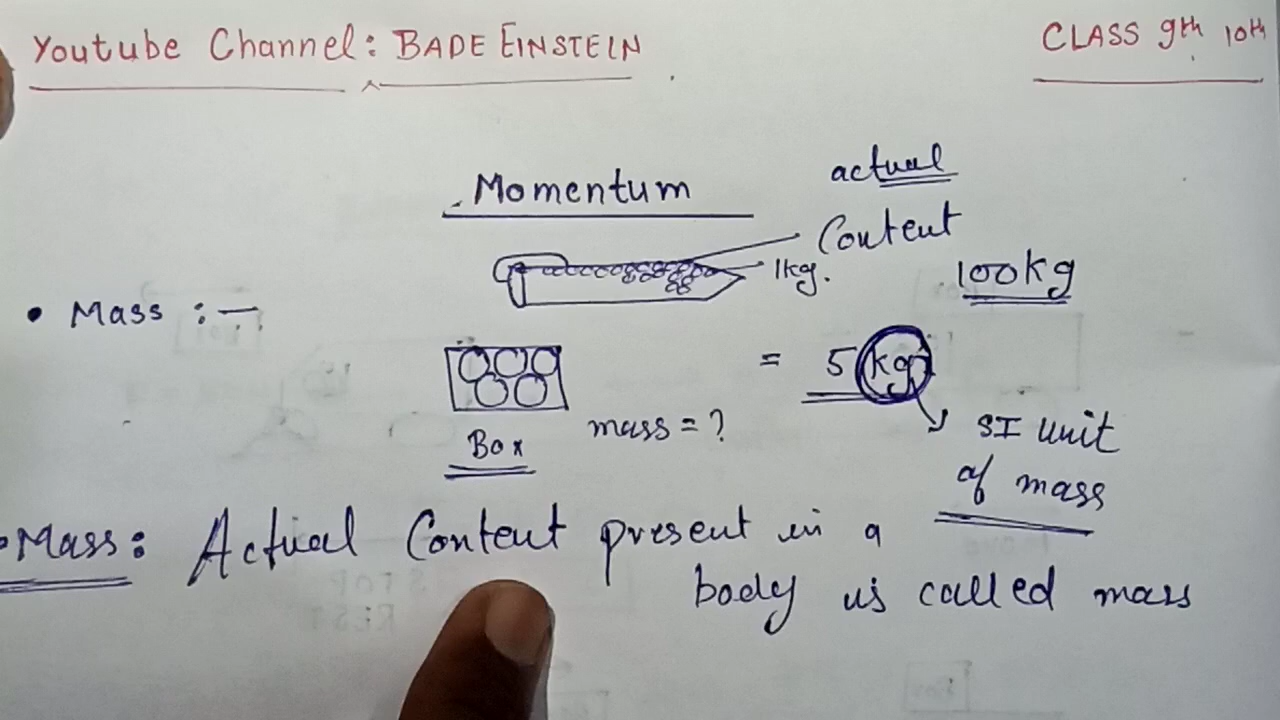 Youtube Channel: BADE EINSTEIN
CLASS 9th 10th
Momentum
actual
Content
1kg.
100kg
• Mass :-
= 5 kg
mass = ?
Box
SI Unit
of mass
• Mass: Actual Content present in a
body is called mass